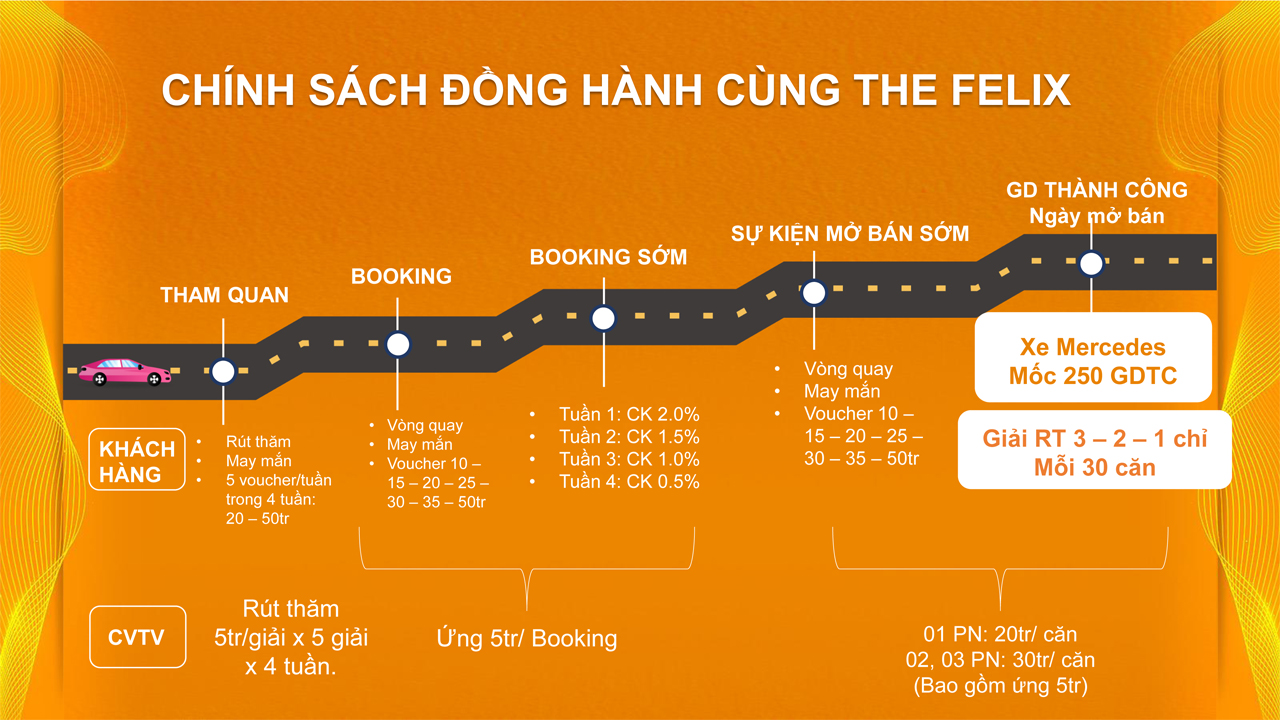 CHÍNH SÁCH ĐỒNG HÀNH CÙNG THE FELIX
THAM QUAN
BOOKING
BOOKING SỚM
SỰ KIỆN MỞ BÁN SỚM
GD THÀNH CÔNG
Ngày mở bán
KHÁCH
HÀNG
• Rút thăm
• May mắn
• 5 voucher/tuần
trong 4 tuần:
20 – 50tr
• Vòng quay
• May mắn
• Voucher 10 –
15 – 20 – 25 –
30 – 35 – 50tr
• Tuần 1: CK 2.0%
• Tuần 2: CK 1.5%
• Tuần 3: CK 1.0%
• Tuần 4: CK 0.5%
• Vòng quay
• May mắn
• Voucher 10 –
15 – 20 – 25 –
30 – 35 – 50tr
Xe Mercedes
Mốc 250 GDTC
Giải RT 3 – 2 – 1 chỉ
Mỗi 30 căn
CVTV
Rút thăm
5tr/giải x 5 giải
x 4 tuần.
Ứng 5tr/ Booking
01 PN: 20tr/ căn
02, 03 PN: 30tr/ căn
(Bao gồm ứng 5tr)